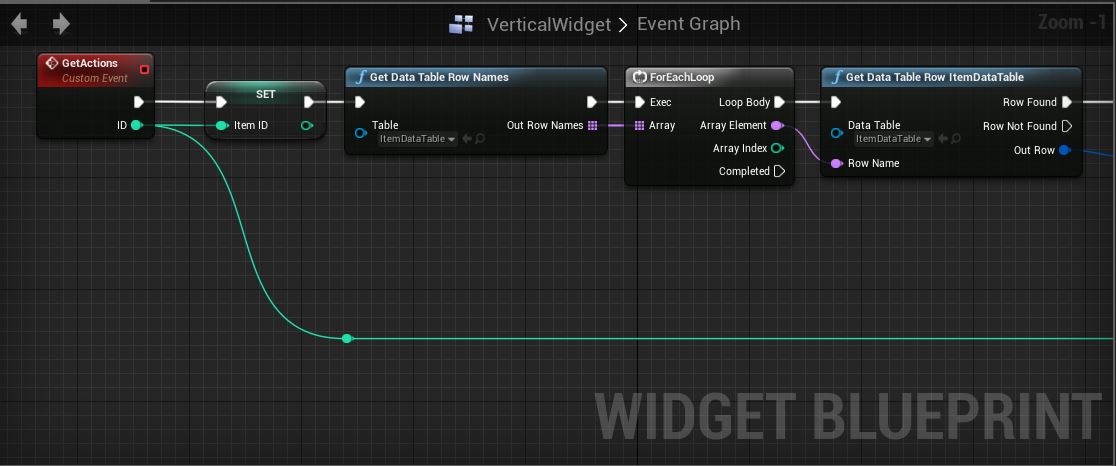 VerticalWidget > Event Graph
Zoom -1
GetActions
Custom Event
ID
SET
Item ID
Get Data Table Row Names
Table
ItemDataTable
Out Row Names
ForEachLoop
Exec
Loop Body
Array
Array Element
Array Index
Completed
Get Data Table Row ItemDataTable
Row Found
Data Table
ItemDataTable
Row Not Found
Out Row
Row Name
WIDGET BLUEPRINT